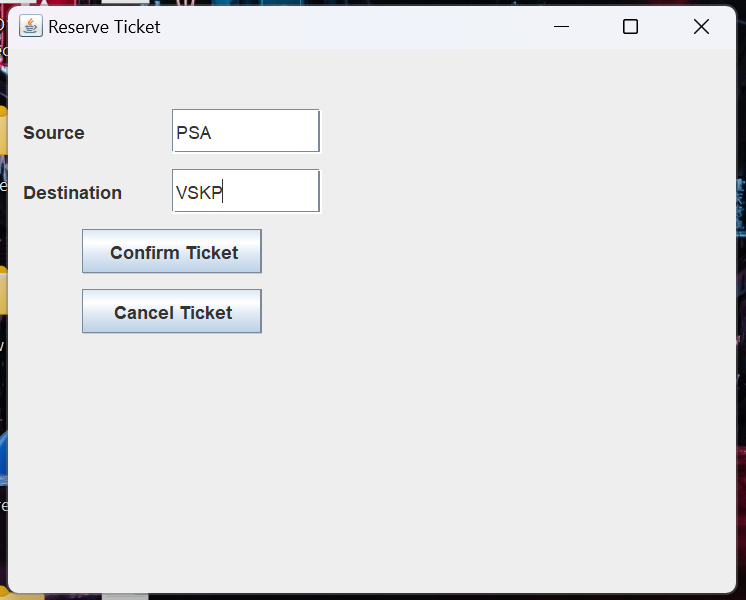 Reserve Ticket
Source PSA
Destination VSKP
Confirm Ticket
Cancel Ticket